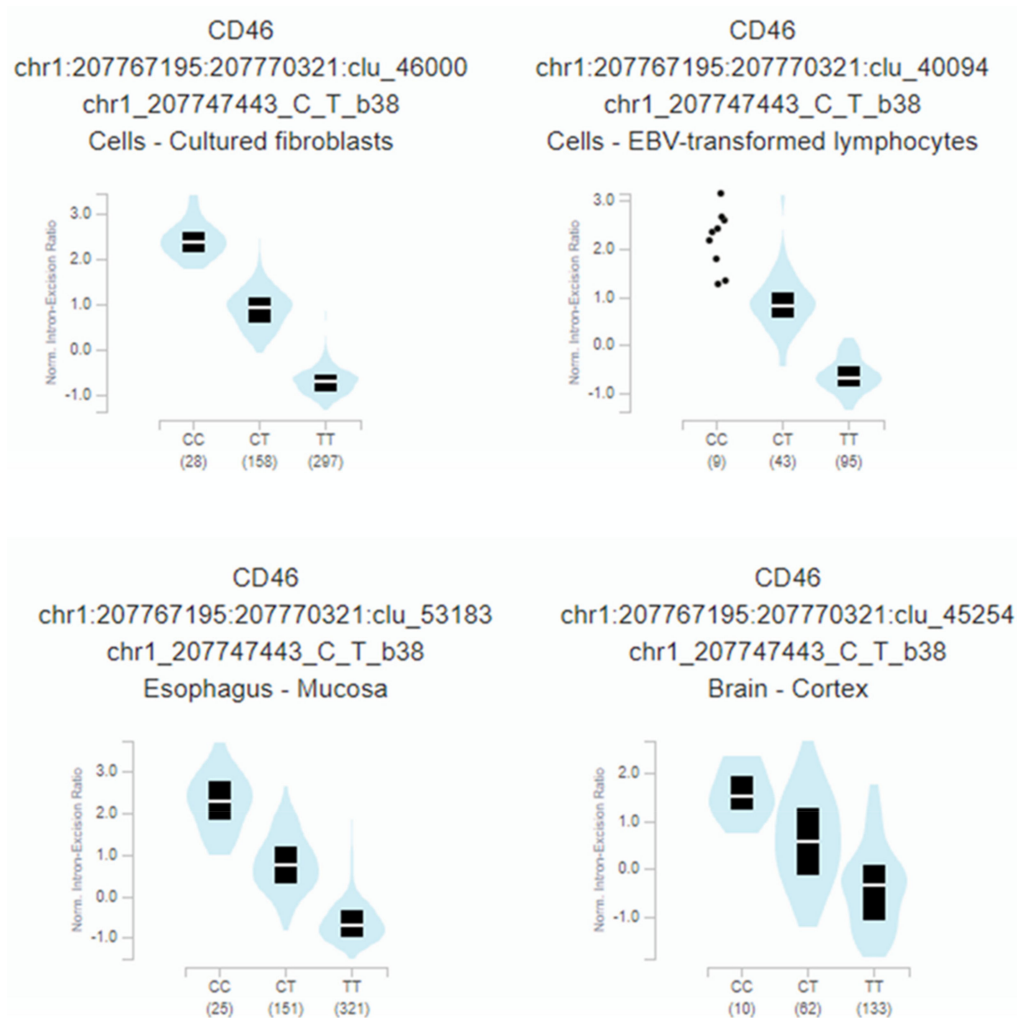 CD46
chr1:207767195:207770321:clu_46000
chr1_207747443_C_T_b38
Cells - Cultured fibroblasts
Norm. Intron-Excision Ratio
3.0
2.0
1.0
0.0
-1.0
CC CT TT
(28) (158) (297)
CD46
chr1:207767195:207770321:clu_40094
chr1_207747443_C_T_b38
Cells - EBV-transformed lymphocytes
Norm. Intron-Excision Ratio
3.0
2.0
1.0
0.0
-1.0
CC CT TT
(9) (43) (95)
CD46
chr1:207767195:207770321:clu_53183
chr1_207747443_C_T_b38
Esophagus - Mucosa
Norm. Intron-Excision Ratio
3.0
2.0
1.0
0.0
-1.0
CC CT TT
(25) (151) (321)
CD46
chr1:207767195:207770321:clu_45254
chr1_207747443_C_T_b38
Brain - Cortex
Norm. Intron-Excision Ratio
2.0
1.0
0.0
-1.0
CC CT TT
(10) (62) (133)